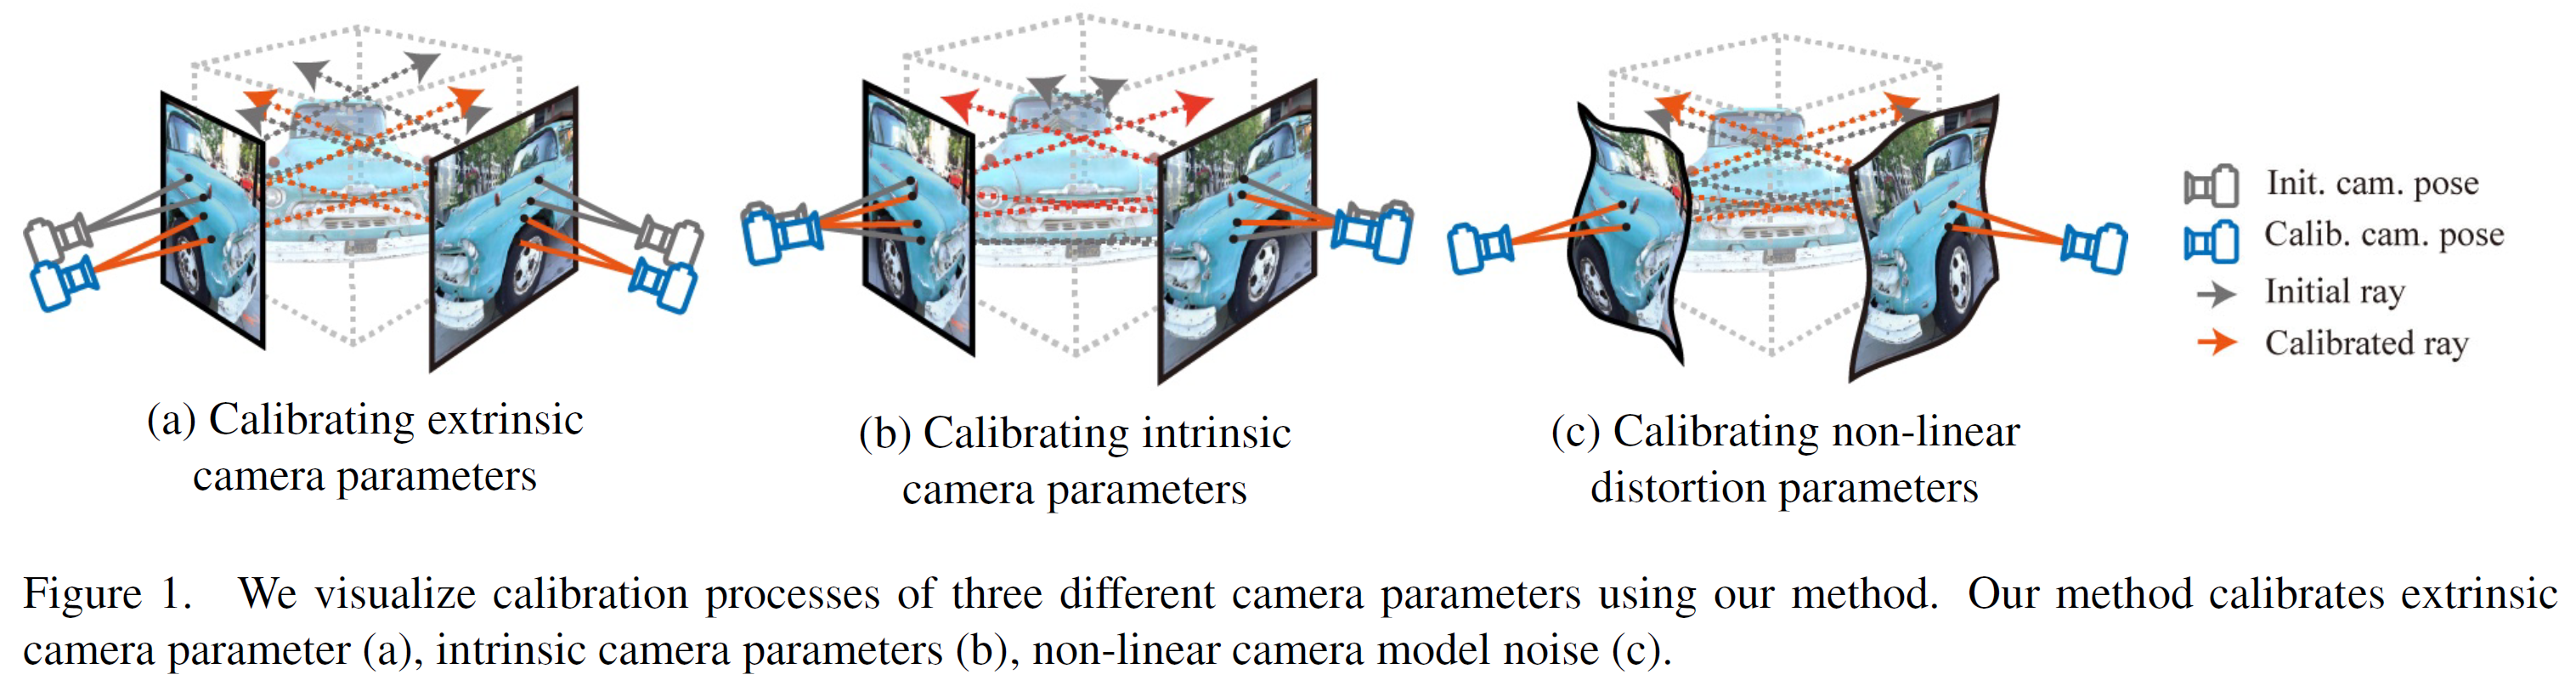 (a) Calibrating extrinsic
camera parameters
(b) Calibrating intrinsic
camera parameters
(c) Calibrating non-linear
distortion parameters
Init. cam. pose
Calib. cam. pose
Initial ray
Calibrated ray
Figure 1. We visualize calibration processes of three different camera parameters using our method. Our method calibrates extrinsic
camera parameter (a), intrinsic camera parameters (b), non-linear camera model noise (c).